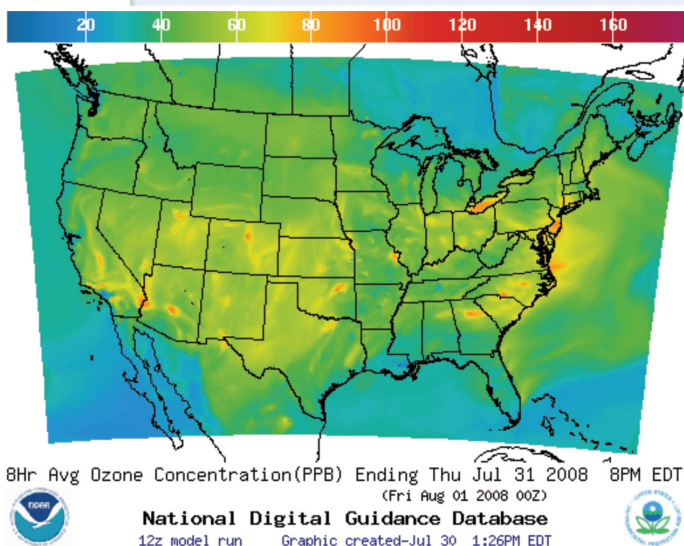 20 40 60 80 100 120 140 160
8Hr Avg Ozone Concentration(PPB) Ending Thu Jul 31 2008 8PM EDT
(Fri Aug 01 2008 00Z)
NOAA
National Digital Guidance Database
12z model run Graphic created-Jul 30 1:26PM EDT